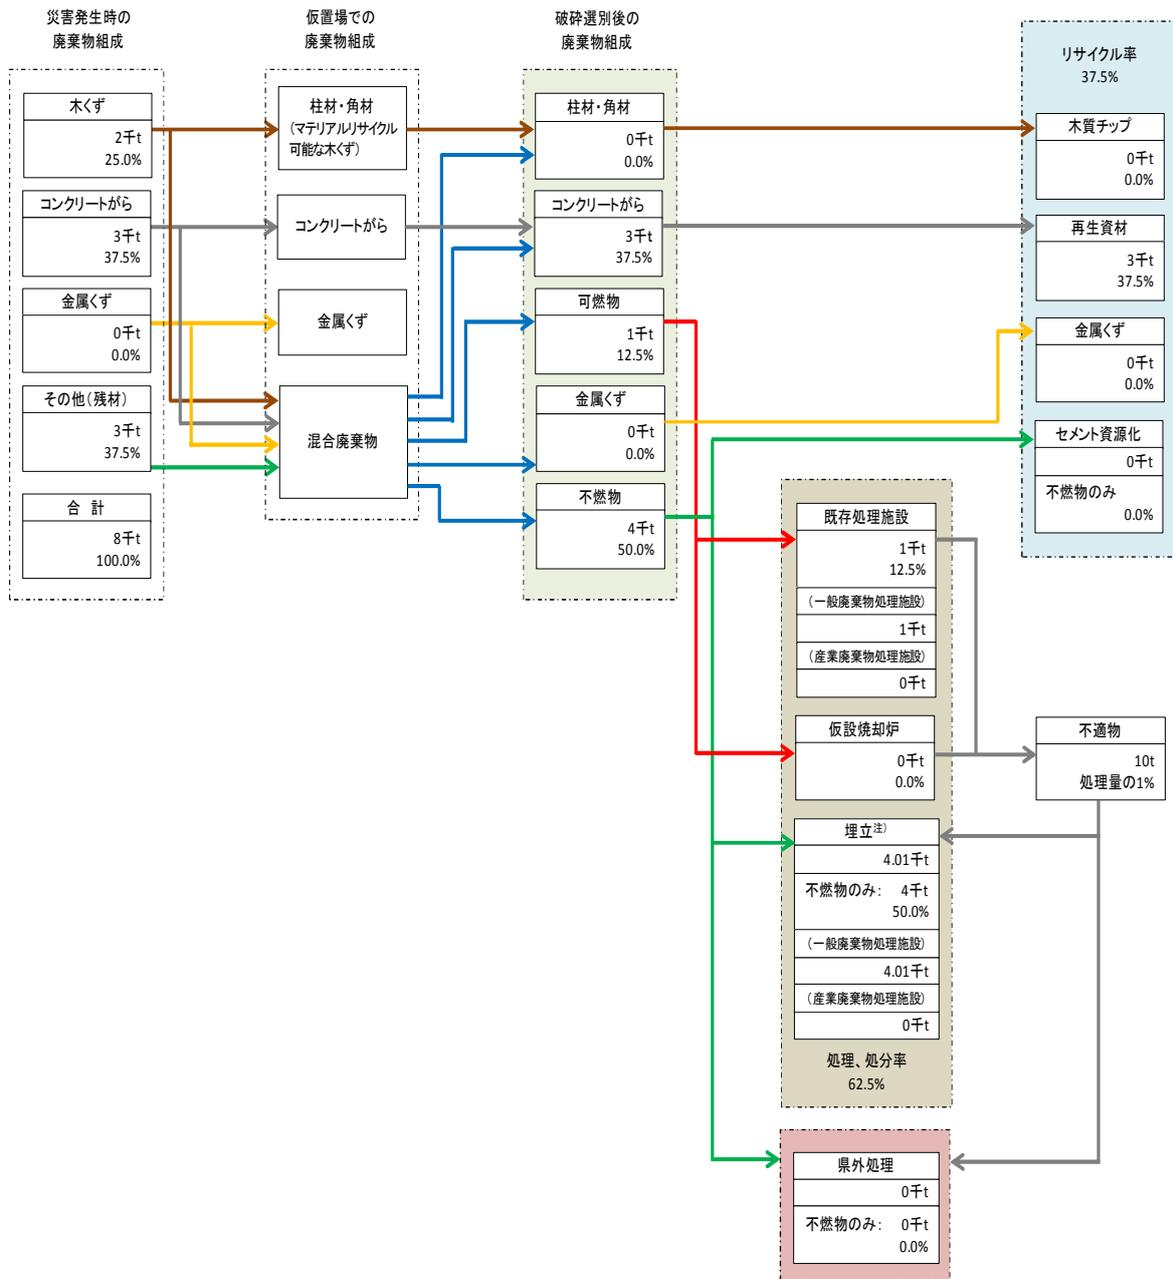 災害発生時の
廃棄物組成
木くず
2千t
25.0%
コンクリートがら
3千t
37.5%
金属くず
0千t
0.0%
その他(残材)
3千t
37.5%
合 計
8千t
100.0%
仮置場での
廃棄物組成
柱材・角材
(マテリアルリサイクル
可能な木くず)
コンクリートがら
金属くず
混合廃棄物
破砕選別後の
廃棄物組成
柱材・角材
0千t
0.0%
コンクリートがら
3千t
37.5%
可燃物
1千t
12.5%
金属くず
0千t
0.0%
不燃物
4千t
50.0%
リサイクル率
37.5%
木質チップ
0千t
0.0%
再生資材
3千t
37.5%
金属くず
0千t
0.0%
セメント資源化
0千t
不燃物のみ
0.0%
既存処理施設
1千t
12.5%
(一般廃棄物処理施設)
1千t
(産業廃棄物処理施設)
0千t
仮設焼却炉
0千t
0.0%
埋立注)
4.01千t
不燃物のみ: 4千t
50.0%
(一般廃棄物処理施設)
4.01千t
(産業廃棄物処理施設)
0千t
処理、処分率
62.5%
不適物
10t
処理量の1%
県外処理
0千t
不燃物のみ: 0千t
0.0%